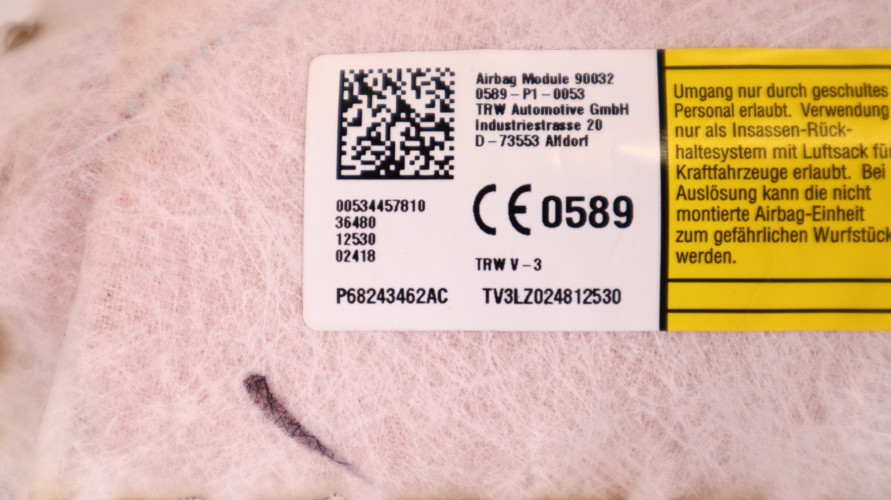 Airbag Module 90032
0589-P1-0053
TRW Automotive GmbH
Industriestrasse 20
D-73553 Alfdorf
00534457810
36480
12530
02418
CE 0589
TRW V-3
P68243462AC
TV3LZ024812530
Umgang nur durch geschultes
Personal erlaubt. Verwendung
nur als Insassen-Rück-
haltesystem mit Luftsack für
Kraftfahrzeuge erlaubt. Bei
Auslösung kann die nicht
montierte Airbag-Einheit
zum gefährlichen Wurfstück
werden.